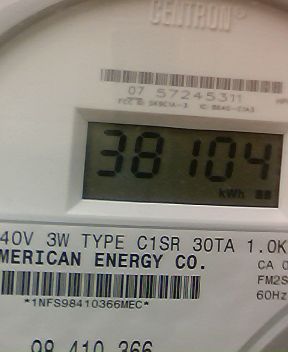 CENTRON®
07 57245311
38104
kWh
40V 3W TYPE C1SR 30TA 1.0K
MERICAN ENERGY CO.
CA 0
FM2S
60Hz
*1NFS98410366MEC*
98 410 366